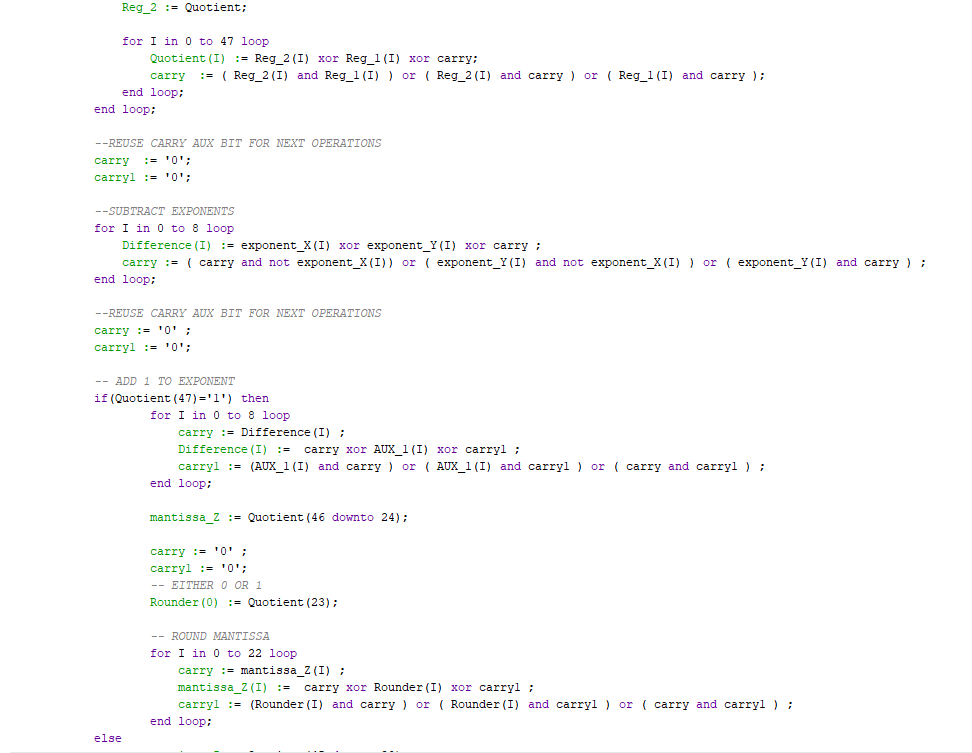 Reg_2 := Quotient;
for I in 0 to 47 loop
Quotient(I) := Reg_2(I) xor Reg_1(I) xor carry;
carry := ( Reg_2(I) and Reg_1(I) ) or ( Reg_2(I) and carry ) or ( Reg_1(I) and carry );
end loop;
end loop;
--REUSE CARRY AUX BIT FOR NEXT OPERATIONS
carry := '0';
carry1 := '0';
--SUBTRACT EXPONENTS
for I in 0 to 8 loop
Difference(I) := exponent_X(I) xor exponent_Y(I) xor carry ;
carry := ( carry and not exponent_X(I)) or ( exponent_Y(I) and not exponent_X(I) ) or ( exponent_Y(I) and carry ) ;
end loop;
--REUSE CARRY AUX BIT FOR NEXT OPERATIONS
carry := '0' ;
carry1 := '0';
-- ADD 1 TO EXPONENT
if(Quotient(47)='1') then
for I in 0 to 8 loop
carry := Difference(I) ;
Difference(I) := carry xor AUX_1(I) xor carry1 ;
carry1 := (AUX_1(I) and carry ) or ( AUX_1(I) and carry1 ) or ( carry and carry1 ) ;
end loop;
mantissa_Z := Quotient(46 downto 24);
carry := '0' ;
carry1 := '0';
-- EITHER 0 OR 1
Rounder(0) := Quotient(23);
-- ROUND MANTISSA
for I in 0 to 22 loop
carry := mantissa_Z(I) ;
mantissa_Z(I) := carry xor Rounder(I) xor carry1 ;
carry1 := (Rounder(I) and carry ) or ( Rounder(I) and carry1 ) or ( carry and carry1 ) ;
end loop;
else